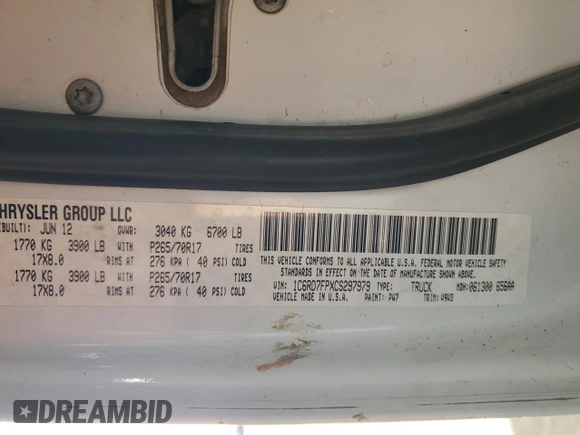 HRYSLER GROUP LLC
BUILT): JUN 12 GVWR: 3040 KG 6700 LB
1770 KG 3900 LB WITH P265/70R17 TIRES
17X8.0 RIMS AT 276 KPA ( 40 PSI) COLD
1770 KG 3900 LB WITH P265/70R17 TIRES
17X8.0 RIMS AT 276 KPA ( 40 PSI) COLD
THIS VEHICLE CONFORMS TO ALL APPLICABLE U.S.A. FEDERAL MOTOR VEHICLE SAFETY
STANDARDS IN EFFECT ON THE DATE OF MANUFACTURE SHOWN ABOVE.
VIN: 1C6RD7FPXCS297979 TYPE: TRUCK MDH: 061300 656AA
VEHICLE MADE IN U.S.A. PAINT: PW7 TRIM: V9V3
DREAMBID